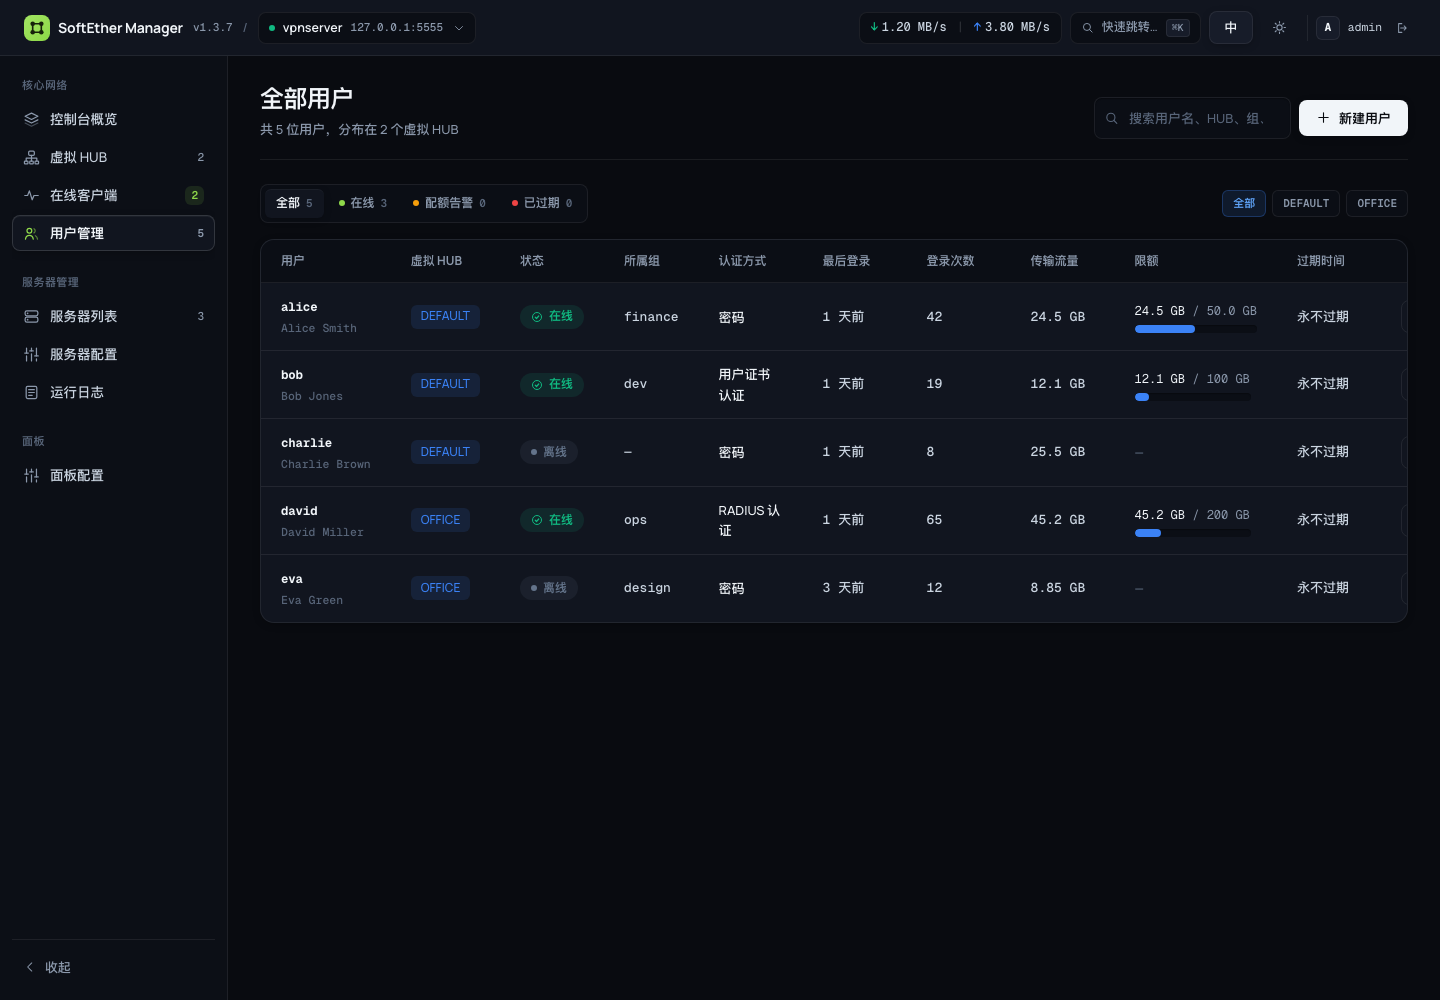 SoftEther Manager v1.3.7 / vpnserver 127.0.0.1:5555
↓1.20 MB/s | ↑3.80 MB/s 快速跳转… ⌘K 中 A admin
核心网络
控制台概览
虚拟 HUB 2
在线客户端 2
用户管理 5
服务器管理
服务器列表 3
服务器配置
运行日志
面板
面板配置
收起
全部用户
共 5 位用户，分布在 2 个虚拟 HUB
搜索用户名、HUB、组.
新建用户
全部 5 在线 3 配额告警 0 已过期 0
全部 DEFAULT OFFICE
用户 虚拟 HUB 状态 所属组 认证方式 最后登录 登录次数 传输流量 限额 过期时间
alice
Alice Smith
DEFAULT 在线 finance 密码 1 天前 42 24.5 GB 24.5 GB / 50.0 GB 永不过期
bob
Bob Jones
DEFAULT 在线 dev 用户证书
认证
1 天前 19 12.1 GB 12.1 GB / 100 GB 永不过期
charlie
Charlie Brown
DEFAULT 离线 — 密码 1 天前 8 25.5 GB — 永不过期
david
David Miller
OFFICE 在线 ops RADIUS 认
证
1 天前 65 45.2 GB 45.2 GB / 200 GB 永不过期
eva
Eva Green
OFFICE 离线 design 密码 3 天前 12 8.85 GB — 永不过期